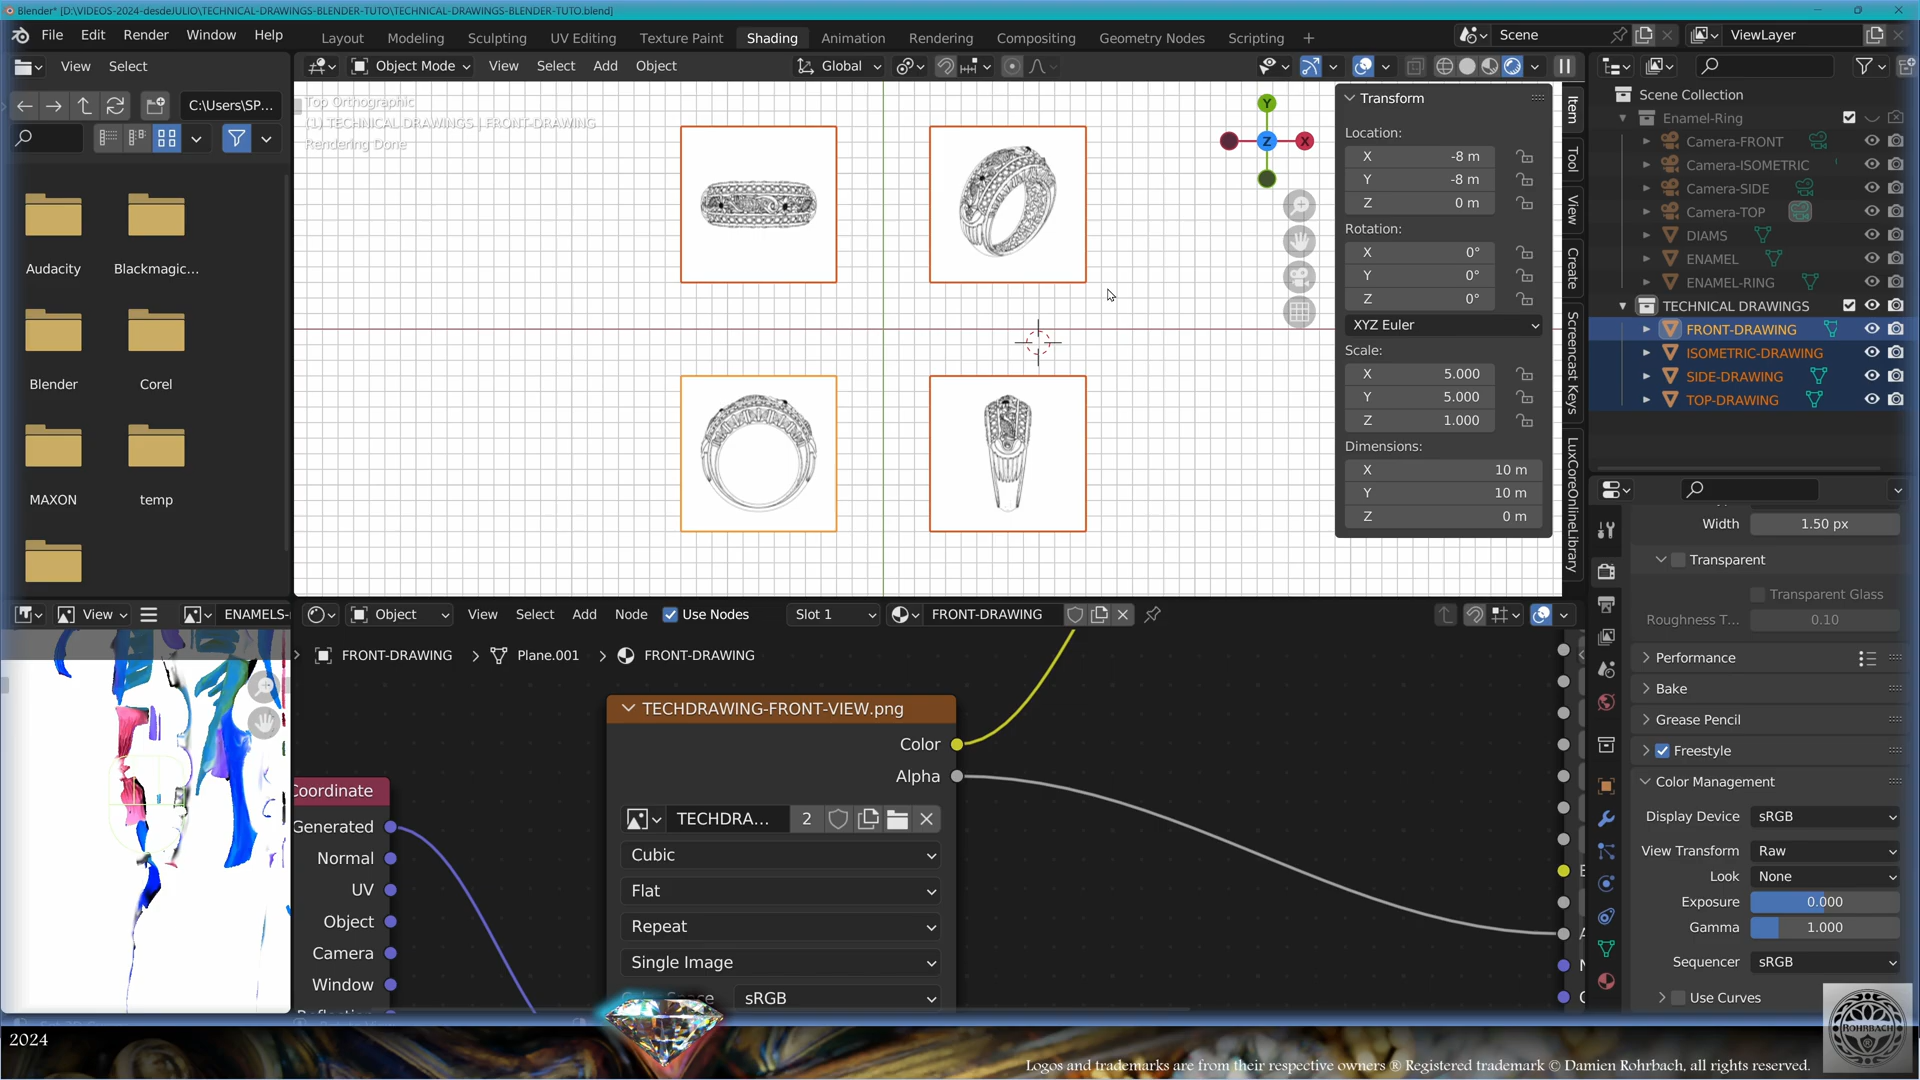 Blender* [D:\VIDEOS-2024-desdeJULIO\TECHNICAL-DRAWINGS-BLENDER-TUTO\TECHNICAL-DRAWINGS-BLENDER-TUTO.blend]
File Edit Render Window Help
Layout Modeling Sculpting UV Editing Texture Paint Shading Animation Rendering Compositing Geometry Nodes Scripting +
Scene
ViewLayer
View Select
Object Mode View Select Add Object Global
C:\Users\SP...
Audacity Blackmagic...
Blender Corel
MAXON temp
Top Orthographic
(1) TECHNICAL-DRAWINGS | FRONT-DRAWING
Rendering Done
Y
Z
X
Transform
Location:
X -8 m
Y -8 m
Z 0 m
Rotation:
X 0°
Y 0°
Z 0°
XYZ Euler
Scale:
X 5.000
Y 5.000
Z 1.000
Dimensions:
X 10 m
Y 10 m
Z 0 m
Item
Tool
View
Create
Screencast Keys
LuxCoreOnlineLibrary
Scene Collection
Enamel-Ring
Camera-FRONT
Camera-ISOMETRIC
Camera-SIDE
Camera-TOP
DIAMS
ENAMEL
ENAMEL-RING
TECHNICAL DRAWINGS
FRONT-DRAWING
ISOMETRIC-DRAWING
SIDE-DRAWING
TOP-DRAWING
Width 1.50 px
Transparent
Transparent Glass
Roughness T... 0.10
Performance
Bake
Grease Pencil
Freestyle
Color Management
Display Device sRGB
View Transform Raw
Look None
Exposure 0.000
Gamma 1.000
Sequencer sRGB
Use Curves
View ENAMELS-
Object View Select Add Node Use Nodes Slot 1 FRONT-DRAWING
FRONT-DRAWING > Plane.001 > FRONT-DRAWING
Coordinate
Generated
Normal
UV
Object
Camera
Window
TECHDRAWING-FRONT-VIEW.png
Color
Alpha
TECHDRA... 2
Cubic
Flat
Repeat
Single Image
sRGB
2024
ROHRBACH
Logos and trademarks are from their respective owners ® Registered trademark © Damien Rohrbach, all rights reserved.